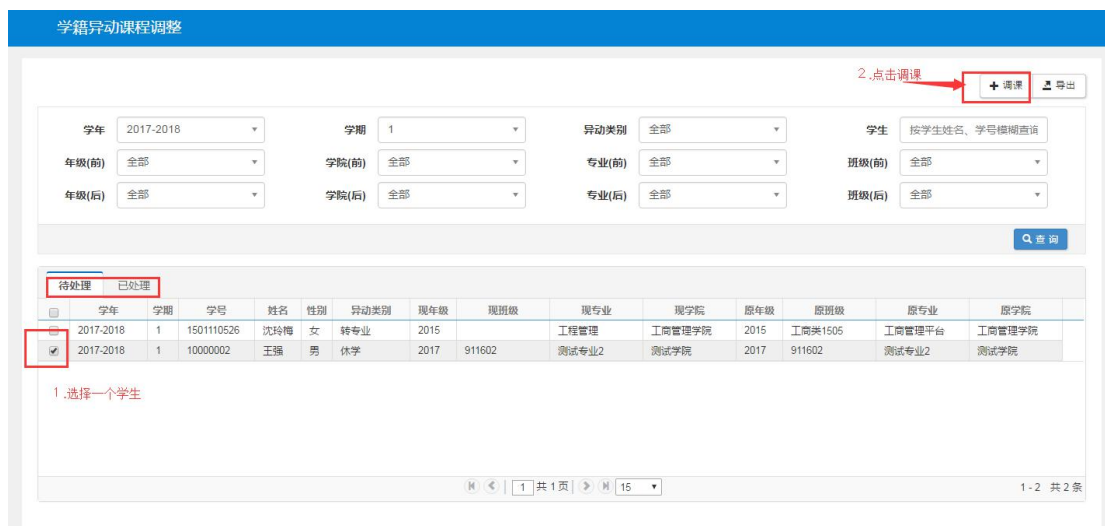 学籍异动课程调整
2.点击调课
调课 导出
学年 2017-2018 学期 1 异动类别 全部 学生 按学生姓名、学号模糊查询
年级(前) 全部 学院(前) 全部 专业(前) 全部 班级(前) 全部
年级(后) 全部 学院(后) 全部 专业(后) 全部 班级(后) 全部
查 询
待处理 已处理
学年 学期 学号 姓名 性别 异动类别 现年级 现班级 现专业 现学院 原年级 原班级 原专业 原学院
2017-2018 1 1501110526 沈玲梅 女 转专业 2015 工程管理 工商管理学院 2015 工商类1505 工商管理平台 工商管理学院
2017-2018 1 10000002 王强 男 休学 2017 911602 测试专业2 测试学院 2017 911602 测试专业2 测试学院
1.选择一个学生
1 共 1 页 15 1 - 2 共 2 条